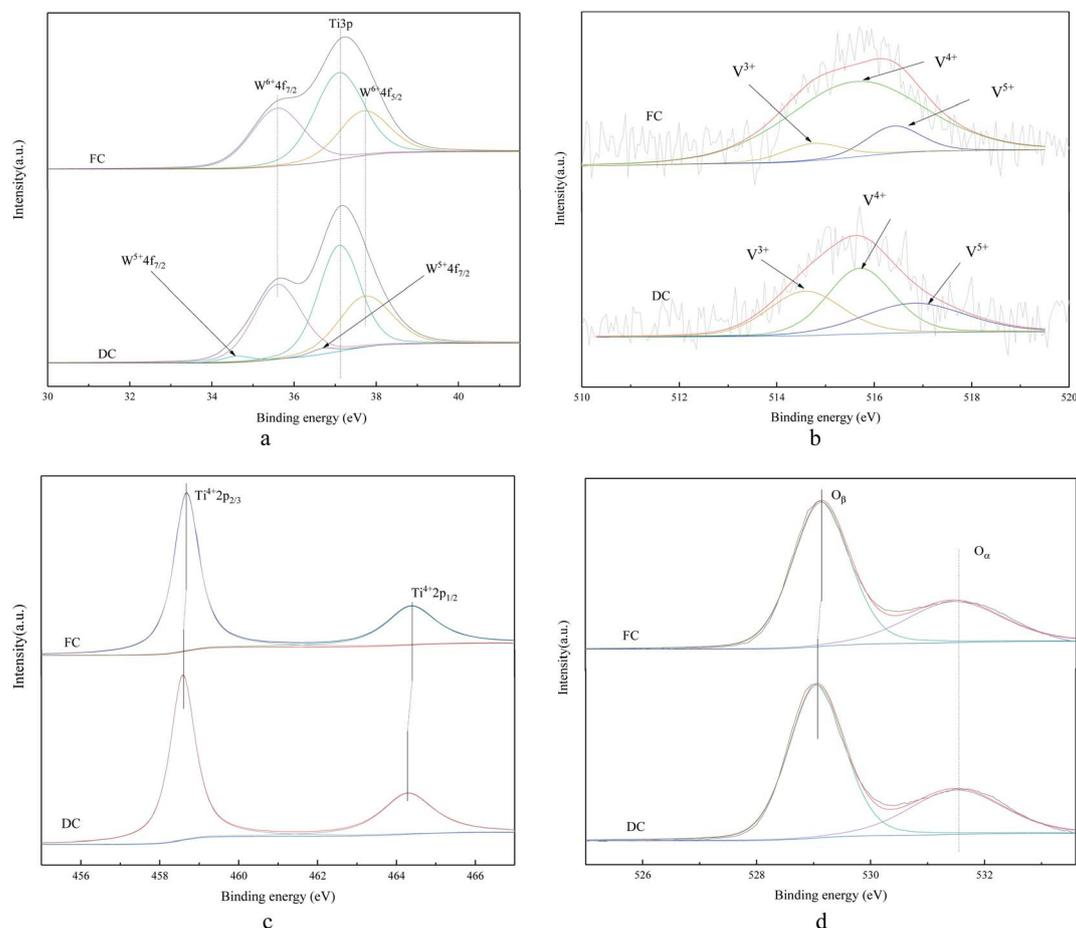 Ti3p
W⁶⁺4f₇/₂
W⁶⁺4f₅/₂
FC
W⁵⁺4f₇/₂
W⁵⁺4f₇/₂
DC
Intensity(a.u.)
30 32 34 36 38 40
Binding energy (eV)
a
V³⁺
V⁴⁺
V⁵⁺
FC
V³⁺
V⁴⁺
V⁵⁺
DC
Intensity(a.u.)
510 512 514 516 518 520
Binding energy (eV)
b
Ti⁴⁺2p₂/₃
Ti⁴⁺2p₁/₂
FC
DC
Intensity(a.u.)
456 458 460 462 464 466
Binding energy (eV)
c
Oβ
Oα
FC
DC
Intensity(a.u.)
526 528 530 532
Binding energy (eV)
d